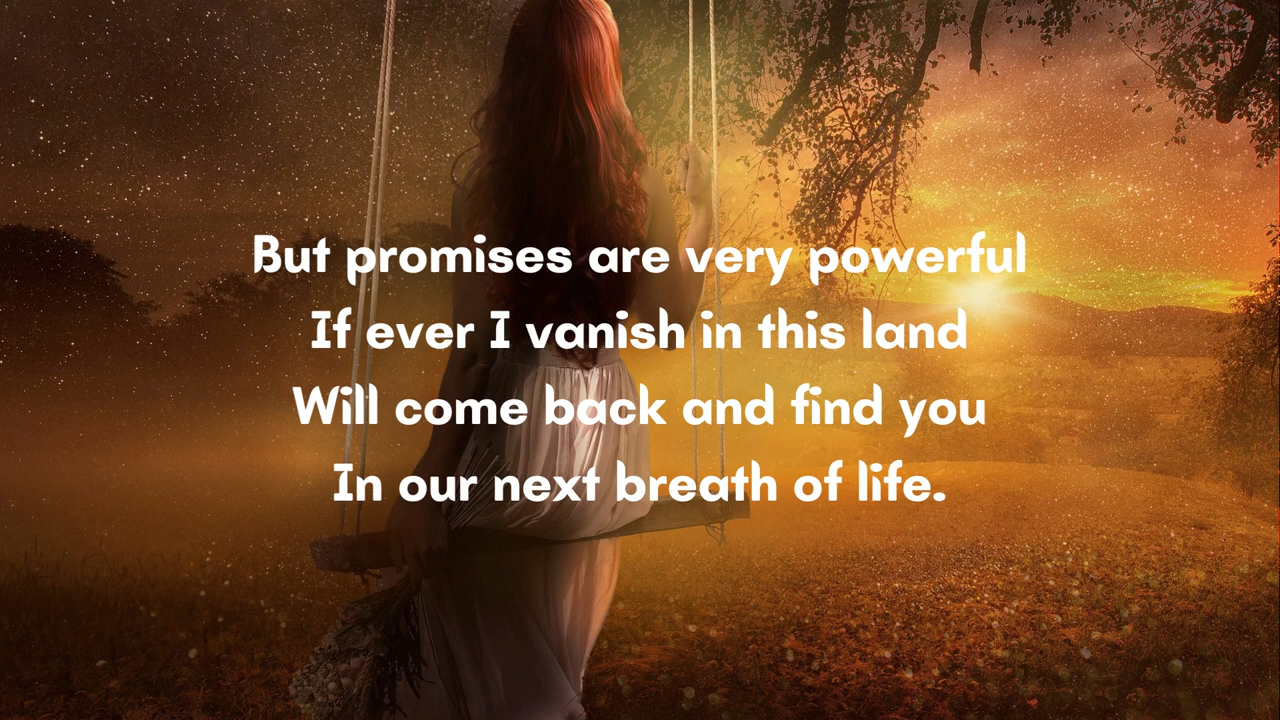 But promises are very powerful
If ever I vanish in this land
Will come back and find you
In our next breath of life.